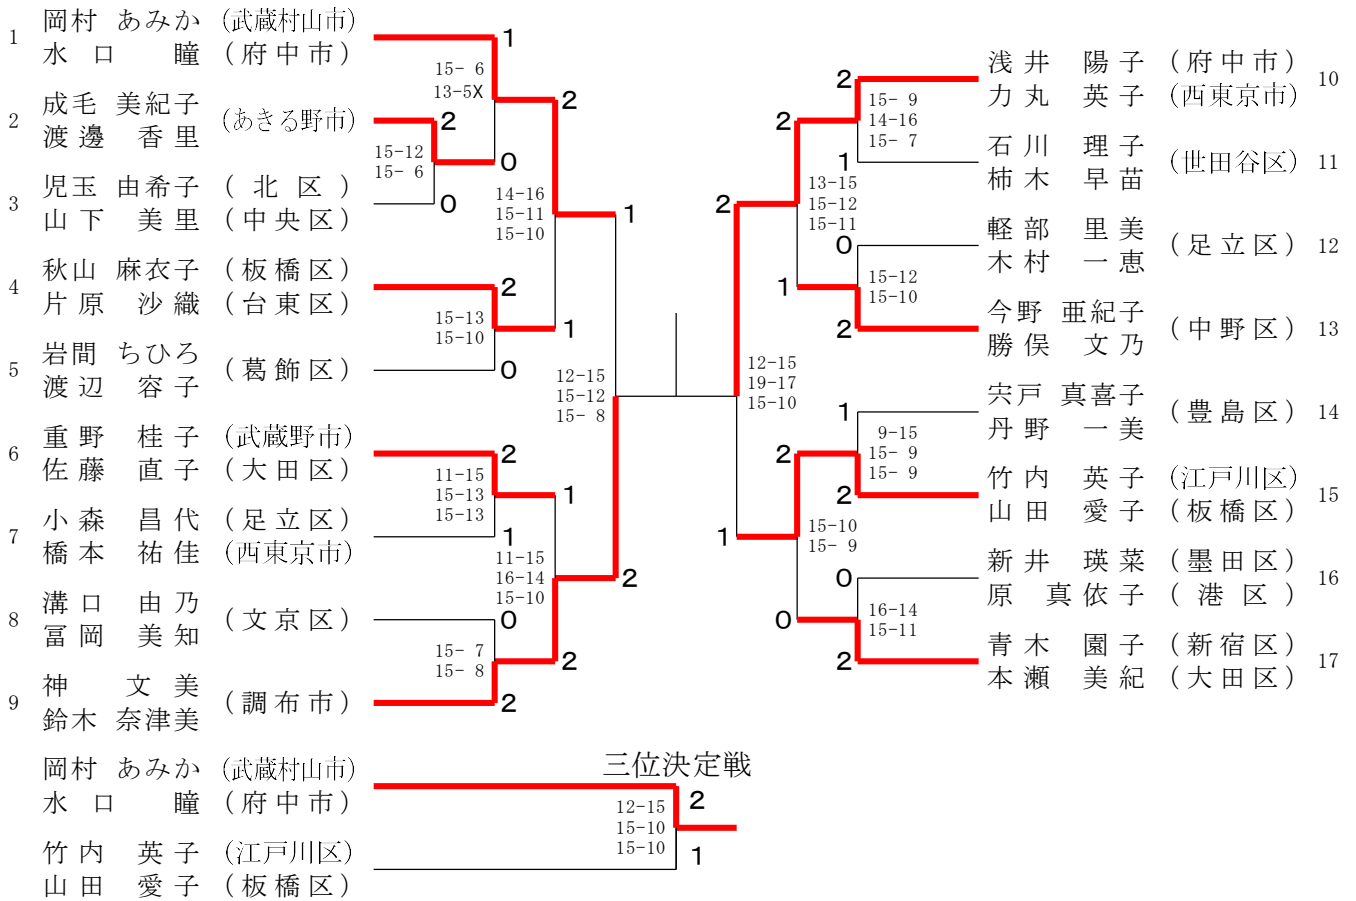 1 岡村 あみか (武蔵村山市)
水口 瞳 (府中市)
2 成毛 美紀子 (あきる野市)
渡邊 香里
3 児玉 由希子 (北区)
山下 美里 (中央区)
4 秋山 麻衣子 (板橋区)
片原 沙織 (台東区)
5 岩間 ちひろ (葛飾区)
渡辺 容子
6 重野 桂子 (武蔵野市)
佐藤 直子 (大田区)
7 小森 昌代 (足立区)
橋本 祐佳 (西東京市)
8 溝口 由乃 (文京区)
冨岡 美知
9 神 文美 (調布市)
鈴木 奈津美
1
15- 6
13-5X
2
2
15-12
15- 6
0
0
14-16
15-11
15-10
1
2
15-13
15-10
1
0
12-15
15-12
15- 8
2
11-15
15-13
15-13
1
1
11-15
16-14
15-10
2
0
15- 7
15- 8
2
2
浅井 陽子 (府中市) 10
力丸 英子 (西東京市)
石川 理子 (世田谷区) 11
柿木 早苗
軽部 里美 (足立区) 12
木村 一恵
今野 亜紀子 (中野区) 13
勝俣 文乃
宍戸 真喜子 (豊島区) 14
丹野 一美
竹内 英子 (江戸川区) 15
山田 愛子 (板橋区)
新井 瑛菜 (墨田区) 16
原 真依子 (港区)
青木 園子 (新宿区) 17
本瀬 美紀 (大田区)
2
15- 9
14-16
15- 7
2
1
13-15
15-12
15-11
2
0
15-12
15-10
1
2
12-15
19-17
15-10
1
9-15
15- 9
15- 9
2
2
15-10
15- 9
1
0
16-14
15-11
0
2
三位決定戦
岡村 あみか (武蔵村山市)
水口 瞳 (府中市)
2
12-15
15-10
15-10
1
竹内 英子 (江戸川区)
山田 愛子 (板橋区)